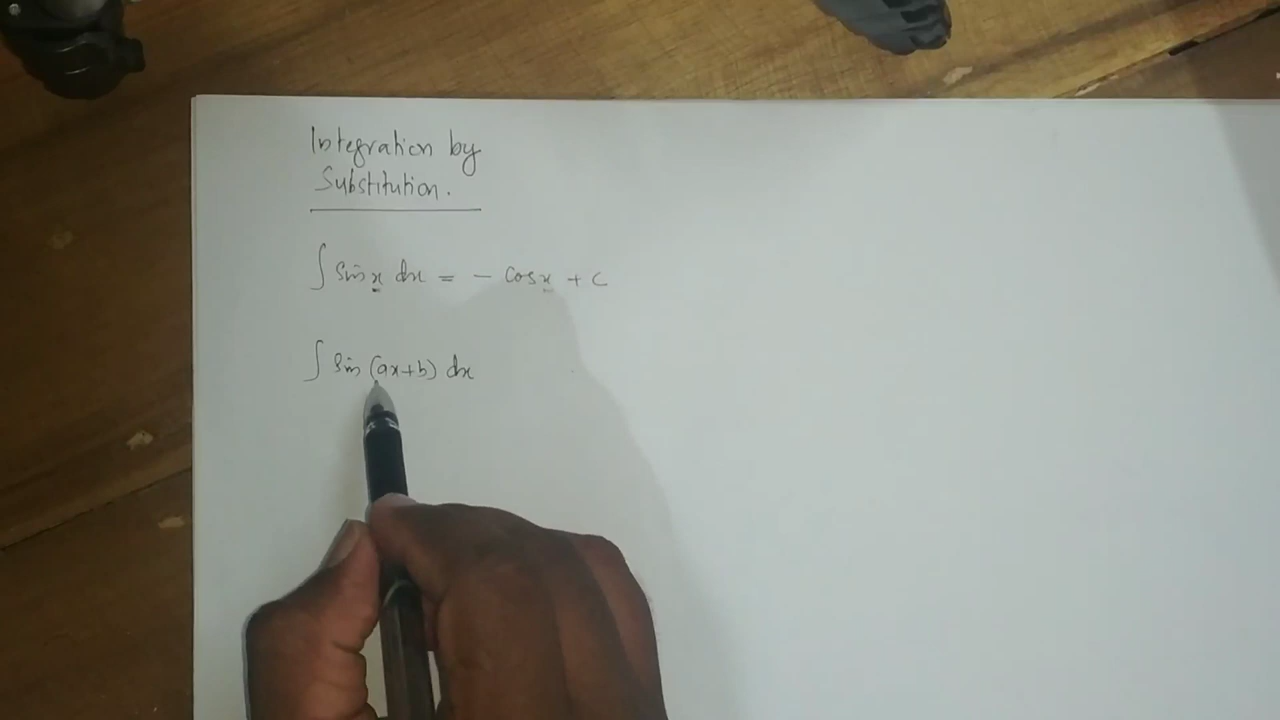 Integration by
Substitution.
∫ Sin x dx = - Cos x + C
∫ Sin (ax+b) dx